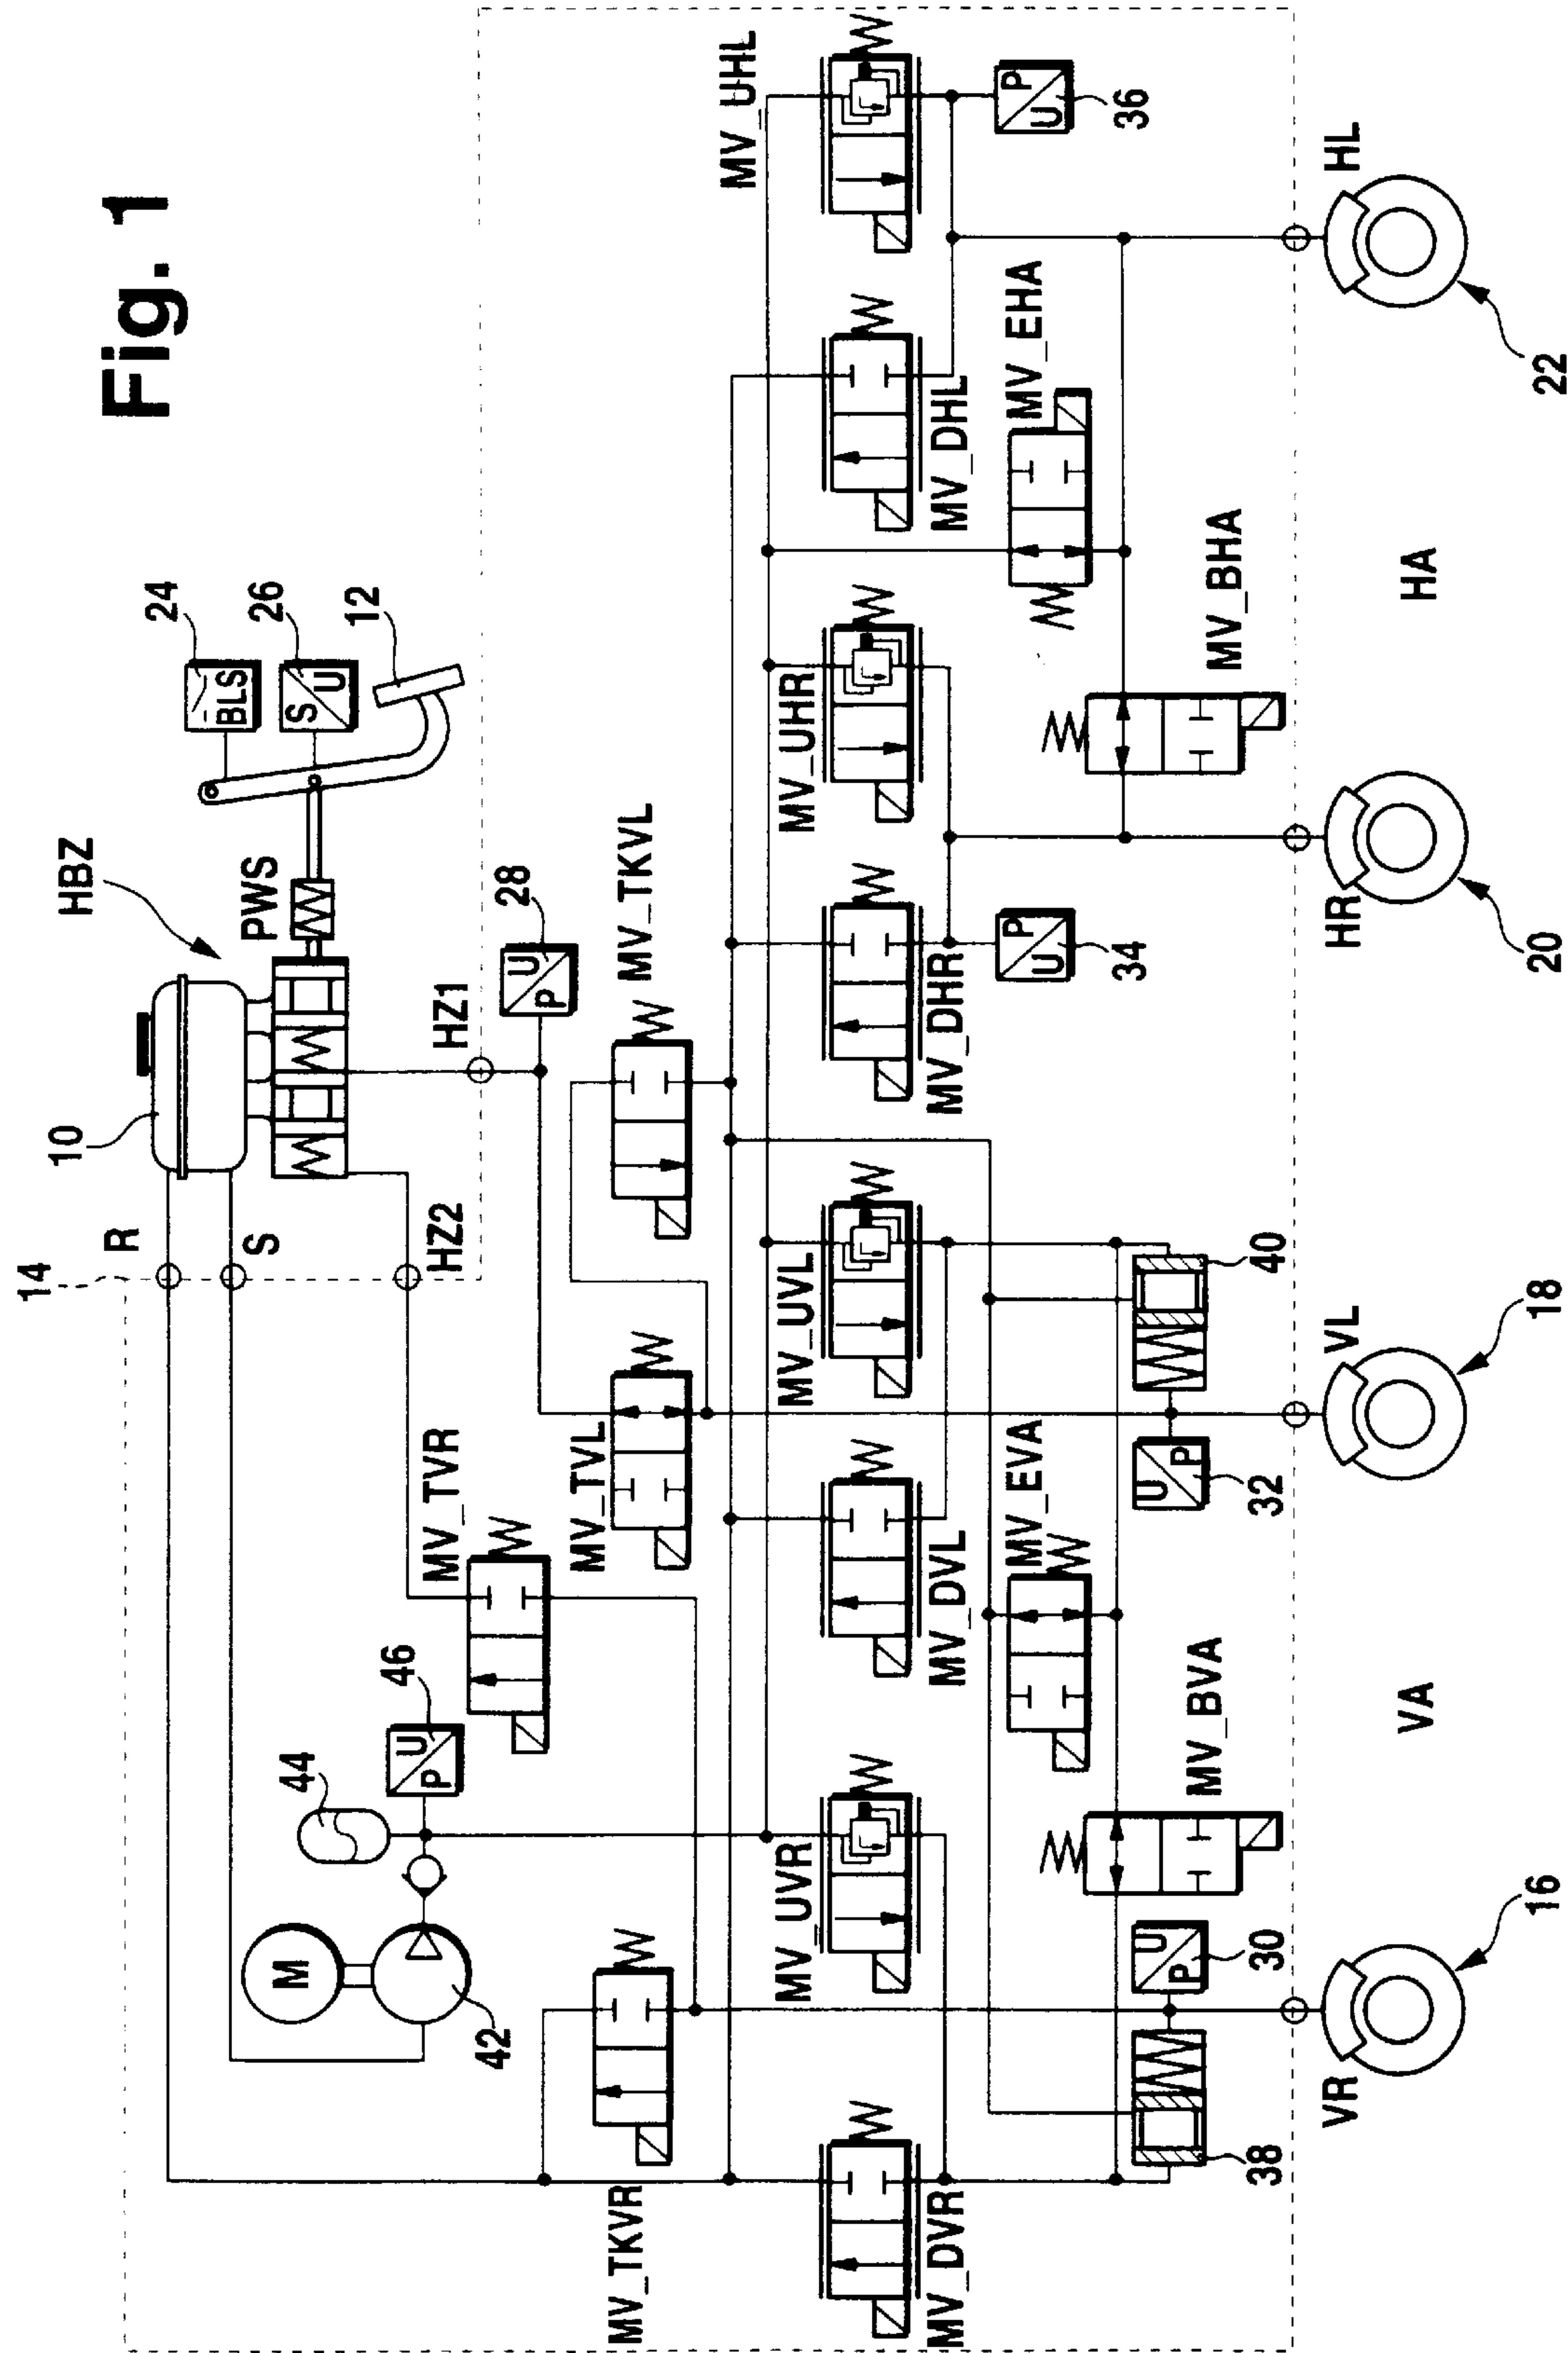 Fig. 1
24
BLS
26
S
U
12
HBZ
PWS
10
R
14
S
HZ1
HZ2
28
U
P
MV_TKVL
MV_TVR
MV_TVL
46
U
P
44
M
42
MV_TKVR
MV_UHL
MV_DHL
MV_UHR
MV_DHR
MV_UVL
MV_DVL
MV_UVR
MV_DVR
P
U
36
P
U
34
MV_EHA
MV_BHA
MV_EVA
MV_BVA
40
U
P
32
U
P
30
38
HL
22
HA
HR
20
VL
18
VA
VR
16